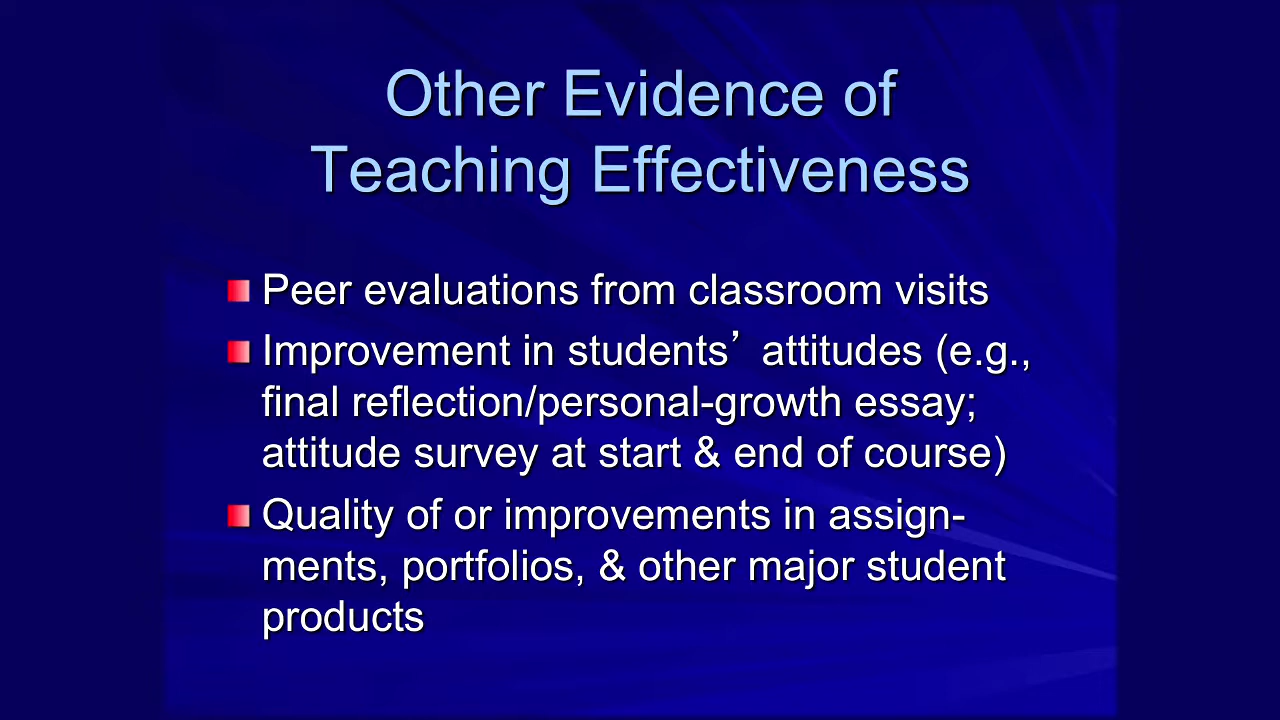 Other Evidence of
Teaching Effectiveness
Peer evaluations from classroom visits
Improvement in students’ attitudes (e.g.,
final reflection/personal-growth essay;
attitude survey at start & end of course)
Quality of or improvements in assign-
ments, portfolios, & other major student
products